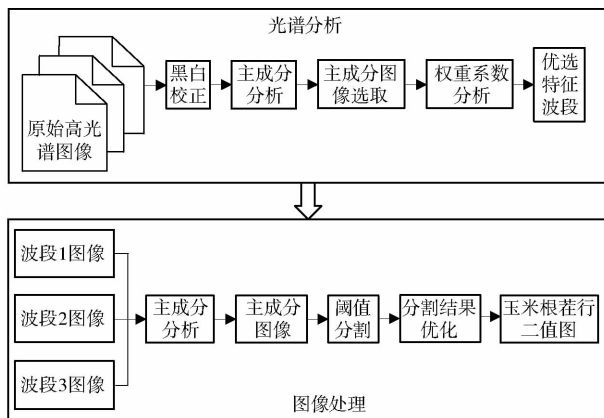 光谱分析
原始高光
谱图像
黑白
校正
主成分
分析
主成分图
像选取
权重系数
分析
优选
特征
波段
波段1图像
波段2图像
波段3图像
主成分
分析
主成分
图像
阈值
分割
分割结果
优化
玉米根茬行
二值图
图像处理